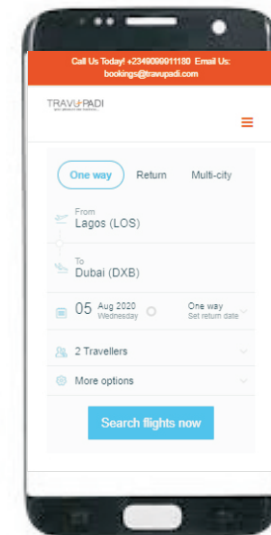 Call Us Today! +2349099911180 Email Us:
bookings@travupadi.com
TRAVU PADI
One way Return Multi-city
From
Lagos (LOS)
To
Dubai (DXB)
05 Aug 2020 One way
Wednesday Set return date
2 Travellers
More options
Search flights now